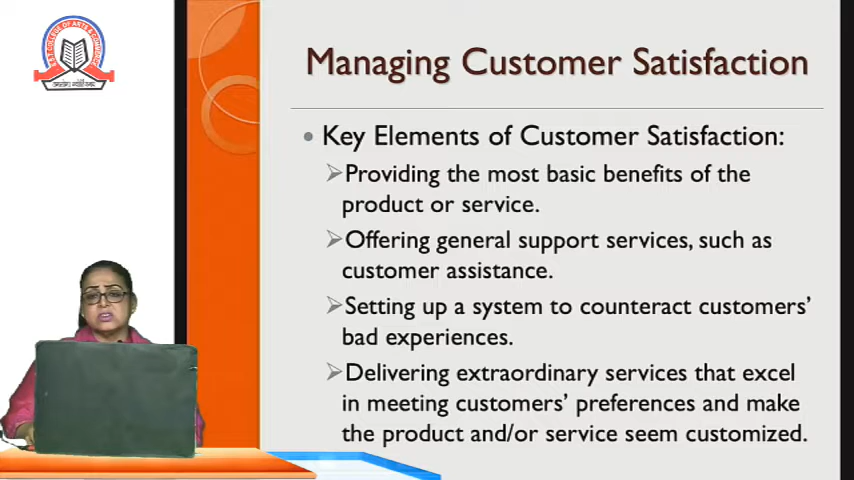 Managing Customer Satisfaction
Key Elements of Customer Satisfaction:
Providing the most basic benefits of the
product or service.
Offering general support services, such as
customer assistance.
Setting up a system to counteract customers’
bad experiences.
Delivering extraordinary services that excel
in meeting customers’ preferences and make
the product and/or service seem customized.